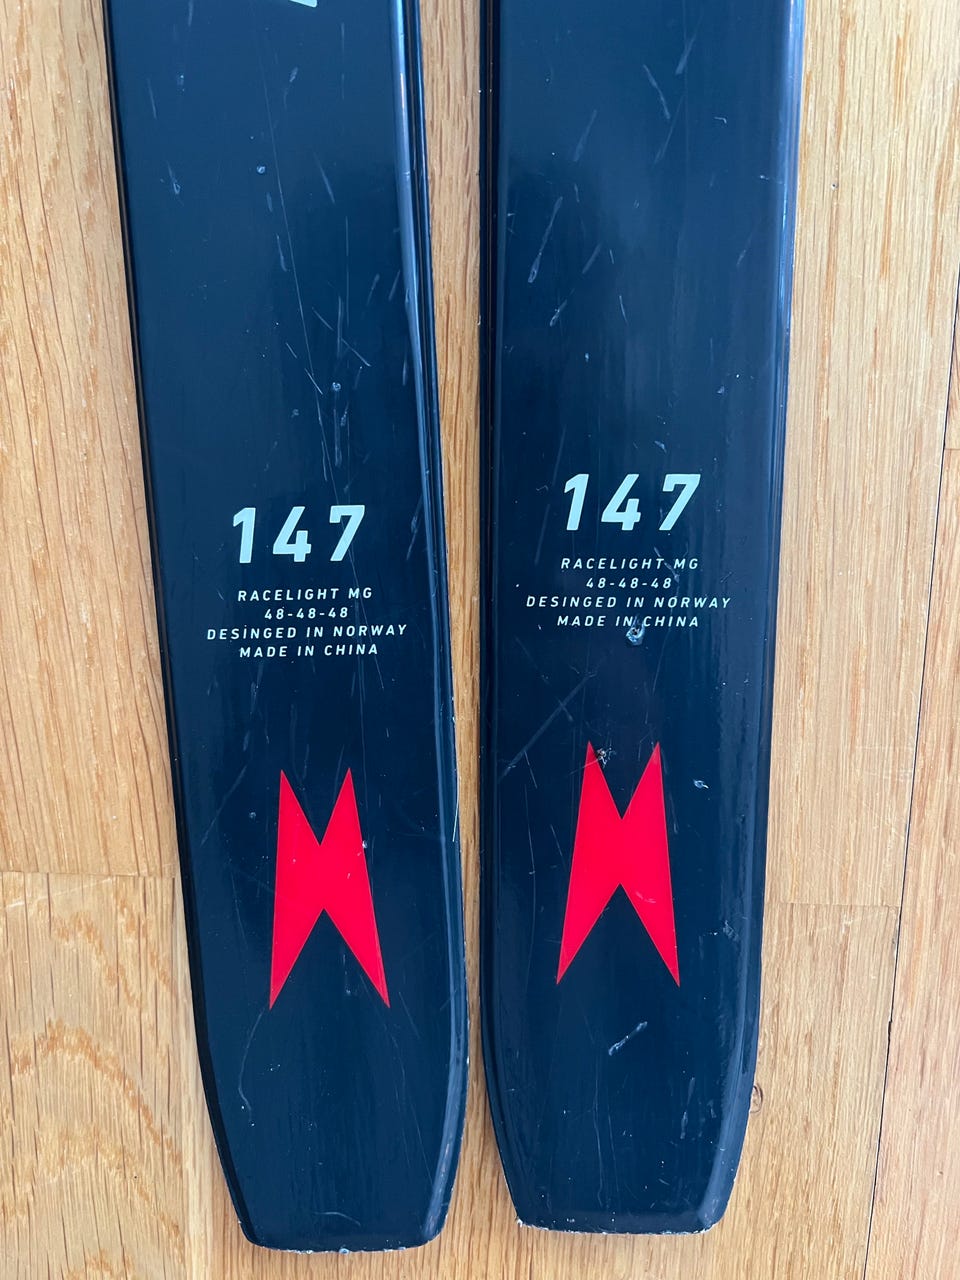 147
RACELIGHT MG
48-48-48
DESINGED IN NORWAY
MADE IN CHINA
147
RACELIGHT MG
48-48-48
DESINGED IN NORWAY
MADE IN CHINA